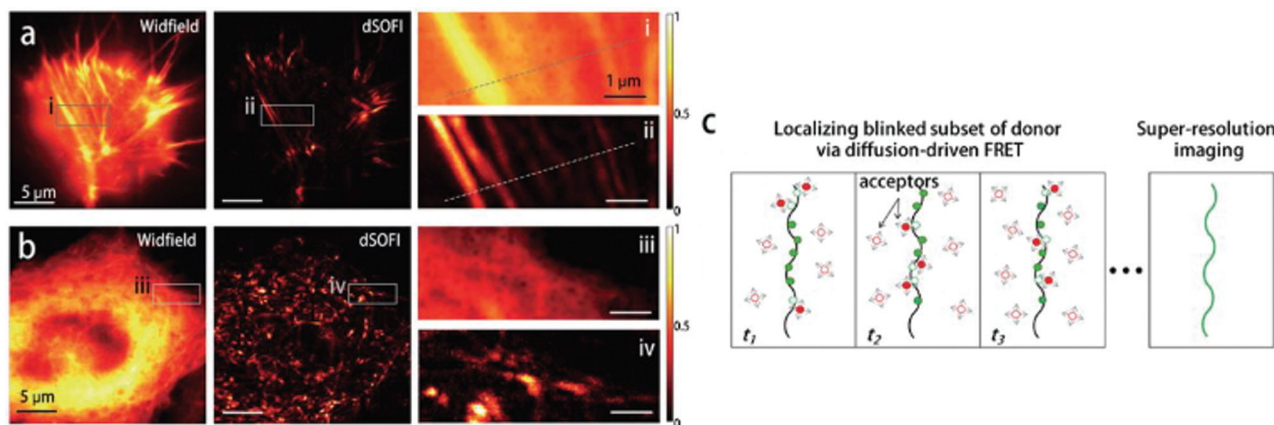 a
Widfield
i
5 μm
dSOFI
ii
i
1 μm
ii
1
0.5
0
b
Widfield
iii
5 μm
dSOFI
iv
iii
iv
1
0.5
0
C
Localizing blinked subset of donor
via diffusion-driven FRET
Super-resolution
imaging
acceptors
t1
t2
t3